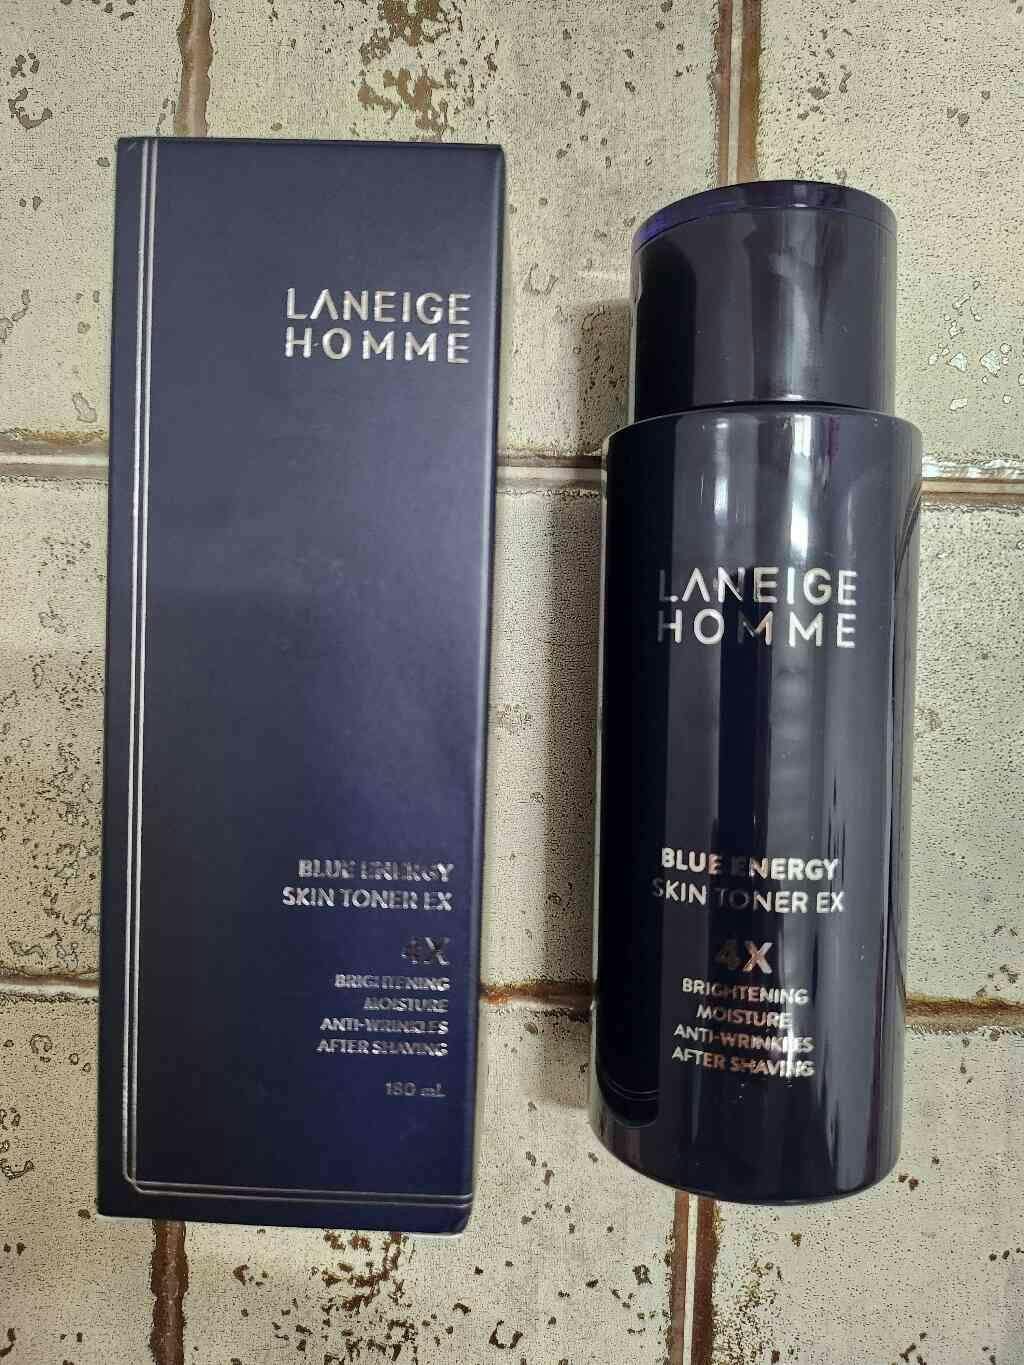 LANEIGE
HOMME
BLUE ENERGY
SKIN TONER EX
4X
BRIGHTENING
MOISTURE
ANTI-WRINKLES
AFTER SHAVING
180 mL
LANEIGE
HOMME
BLUE ENERGY
SKIN TONER EX
4X
BRIGHTENING
MOISTURE
ANTI-WRINKLES
AFTER SHAVING